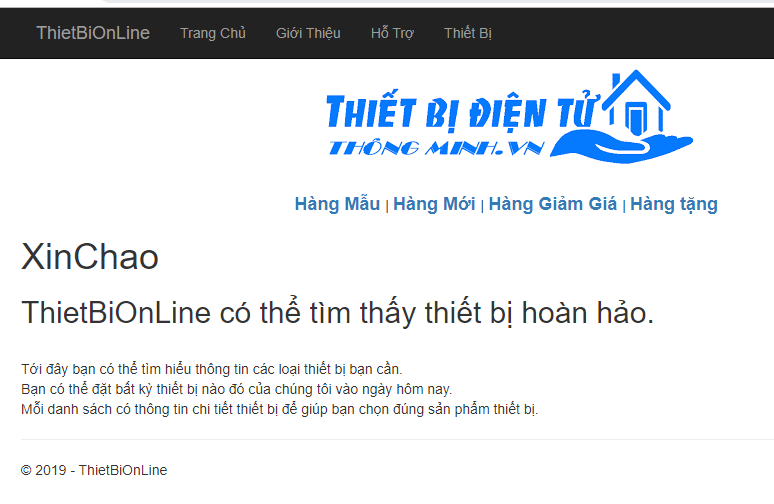 ThietBiOnLine Trang Chủ Giới Thiệu Hỗ Trợ Thiết Bị
THIẾT BỊ ĐIỆN TỬ
THÔNG MINH.VN
Hàng Mẫu | Hàng Mới | Hàng Giảm Giá | Hàng tặng
XinChao
ThietBiOnLine có thể tìm thấy thiết bị hoàn hảo.
Tới đây bạn có thể tìm hiểu thông tin các loại thiết bị bạn cần.
Bạn có thể đặt bất kỳ thiết bị nào đó của chúng tôi vào ngày hôm nay.
Mỗi danh sách có thông tin chi tiết thiết bị để giúp bạn chọn đúng sản phẩm thiết bị.
© 2019 - ThietBiOnLine